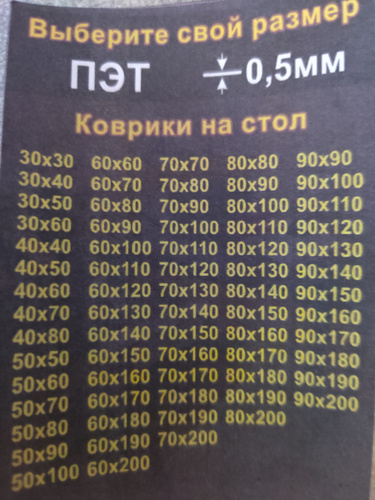 Выберите свой размер
ПЭТ 0,5мм
Коврики на стол
30x30 60x60 70x70 80x80 90x90
30x40 60x70 70x80 80x90 90x100
30x50 60x80 70x90 80x100 90x110
30x60 60x90 70x100 80x110 90x120
40x40 60x100 70x110 80x120 90x130
40x50 60x110 70x120 80x130 90x140
40x60 60x120 70x130 80x140 90x150
40x70 60x130 70x140 80x150 90x160
40x80 60x140 70x150 80x160 90x170
50x50 60x150 70x160 80x170 90x180
50x60 60x160 70x170 80x180 90x190
50x70 60x170 70x180 80x190 90x200
50x80 60x180 70x190 80x200
50x90 60x190 70x200
50x100 60x200